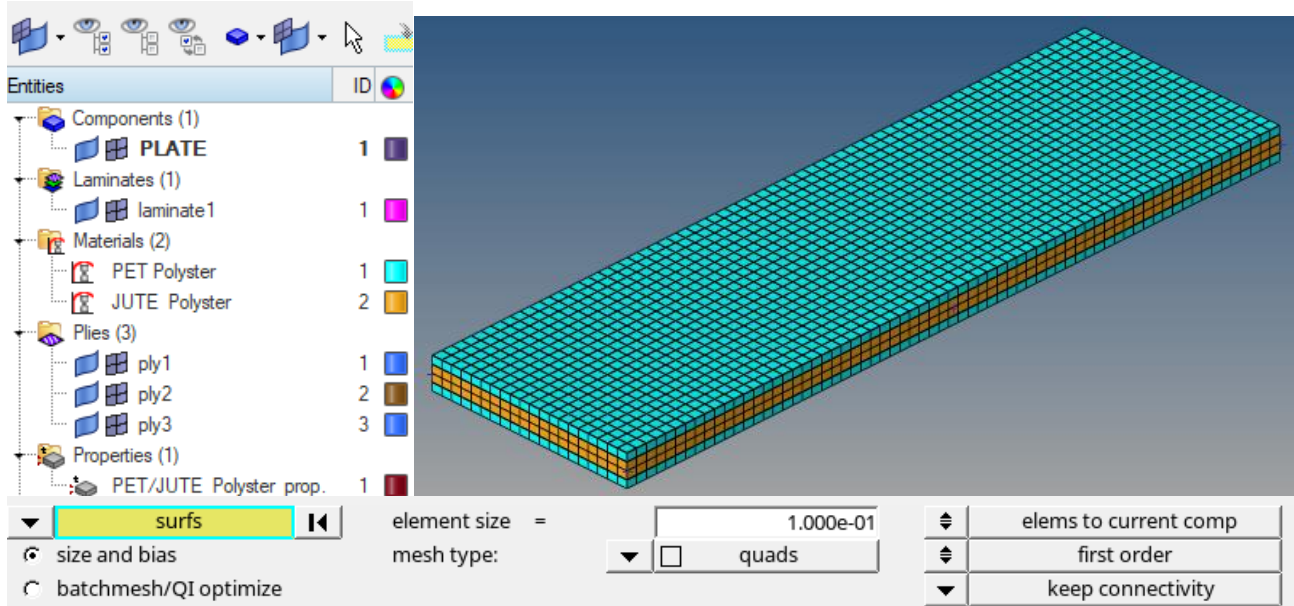 Entities ID
Components (1)
PLATE 1
Laminates (1)
laminate1 1
Materials (2)
PET Polyster 1
JUTE Polyster 2
Plies (3)
ply1 1
ply2 2
ply3 3
Properties (1)
PET/JUTE Polyster prop. 1
surfs element size = 1.000e-01 elems to current comp
size and bias mesh type: quads first order
batchmesh/QI optimize keep connectivity